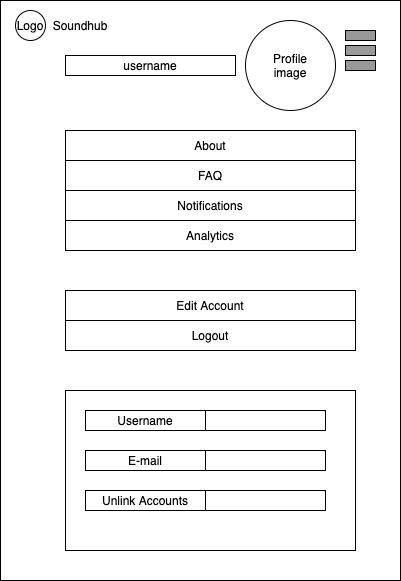 Logo Soundhub
username
Profile
image
About
FAQ
Notifications
Analytics
Edit Account
Logout
Username
E-mail
Unlink Accounts